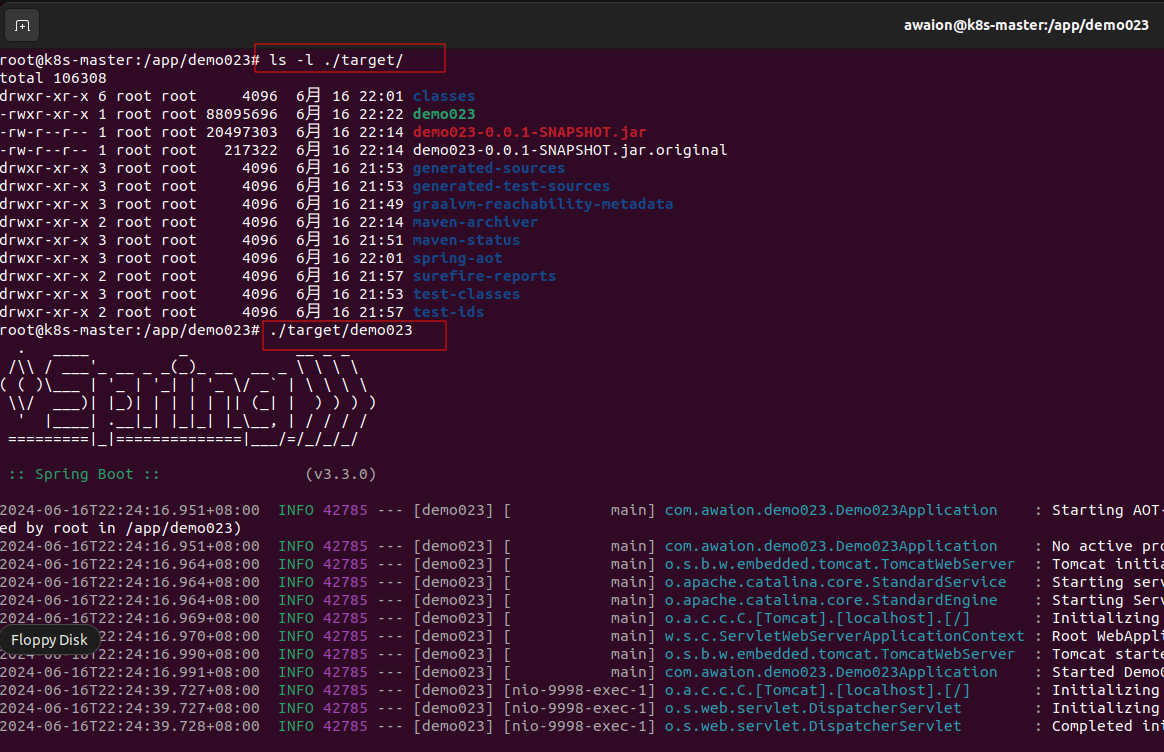 awaion@k8s-master:/app/demo023
root@k8s-master:/app/demo023# ls -l ./target/
total 106308
drwxr-xr-x 6 root root     4096  6月 16 22:01 classes
-rwxr-xr-x 1 root root 88095696  6月 16 22:22 demo023
-rw-r--r-- 1 root root 20497303  6月 16 22:14 demo023-0.0.1-SNAPSHOT.jar
-rw-r--r-- 1 root root   217322  6月 16 22:14 demo023-0.0.1-SNAPSHOT.jar.original
drwxr-xr-x 3 root root     4096  6月 16 21:53 generated-sources
drwxr-xr-x 3 root root     4096  6月 16 21:53 generated-test-sources
drwxr-xr-x 3 root root     4096  6月 16 21:49 graalvm-reachability-metadata
drwxr-xr-x 2 root root     4096  6月 16 22:14 maven-archiver
drwxr-xr-x 3 root root     4096  6月 16 21:51 maven-status
drwxr-xr-x 3 root root     4096  6月 16 22:01 spring-aot
drwxr-xr-x 2 root root     4096  6月 16 21:57 surefire-reports
drwxr-xr-x 3 root root     4096  6月 16 21:53 test-classes
drwxr-xr-x 2 root root     4096  6月 16 21:57 test-ids
root@k8s-master:/app/demo023# ./target/demo023
  .   ____          _            __ _ _
 /\\ / ___'_ __ _ _(_)_ __  __ _ \ \ \ \
( ( )\___ | '_ | '_| | '_ \/ _` | \ \ \ \
 \\/  ___)| |_)| | | | | || (_| |  ) ) ) )
  '  |____| .__|_| |_|_| |_\__, | / / / /
 =========|_|==============|___/=/_/_/_/
 :: Spring Boot ::                (v3.3.0)
2024-06-16T22:24:16.951+08:00  INFO 42785 --- [demo023] [           main] com.awaion.demo023.Demo023Application    : Starting AOT-
ed by root in /app/demo023)
2024-06-16T22:24:16.951+08:00  INFO 42785 --- [demo023] [           main] com.awaion.demo023.Demo023Application    : No active pro
2024-06-16T22:24:16.964+08:00  INFO 42785 --- [demo023] [           main] o.s.b.w.embedded.tomcat.TomcatWebServer  : Tomcat initia
2024-06-16T22:24:16.964+08:00  INFO 42785 --- [demo023] [           main] o.apache.catalina.core.StandardService   : Starting serv
2024-06-16T22:24:16.964+08:00  INFO 42785 --- [demo023] [           main] o.apache.catalina.core.StandardEngine    : Starting Serv
2024-06-16T22:24:16.969+08:00  INFO 42785 --- [demo023] [           main] o.a.c.c.C.[Tomcat].[localhost].[/]       : Initializing
Floppy Disk 22:24:16.970+08:00  INFO 42785 --- [demo023] [           main] w.s.c.ServletWebServerApplicationContext : Root WebAppli
2024-06-16T22:24:16.990+08:00  INFO 42785 --- [demo023] [           main] o.s.b.w.embedded.tomcat.TomcatWebServer  : Tomcat starte
2024-06-16T22:24:16.991+08:00  INFO 42785 --- [demo023] [           main] com.awaion.demo023.Demo023Application    : Started Demo0
2024-06-16T22:24:39.727+08:00  INFO 42785 --- [demo023] [nio-9998-exec-1] o.a.c.c.C.[Tomcat].[localhost].[/]       : Initializing
2024-06-16T22:24:39.727+08:00  INFO 42785 --- [demo023] [nio-9998-exec-1] o.s.web.servlet.DispatcherServlet        : Initializing
2024-06-16T22:24:39.728+08:00  INFO 42785 --- [demo023] [nio-9998-exec-1] o.s.web.servlet.DispatcherServlet        : Completed ini